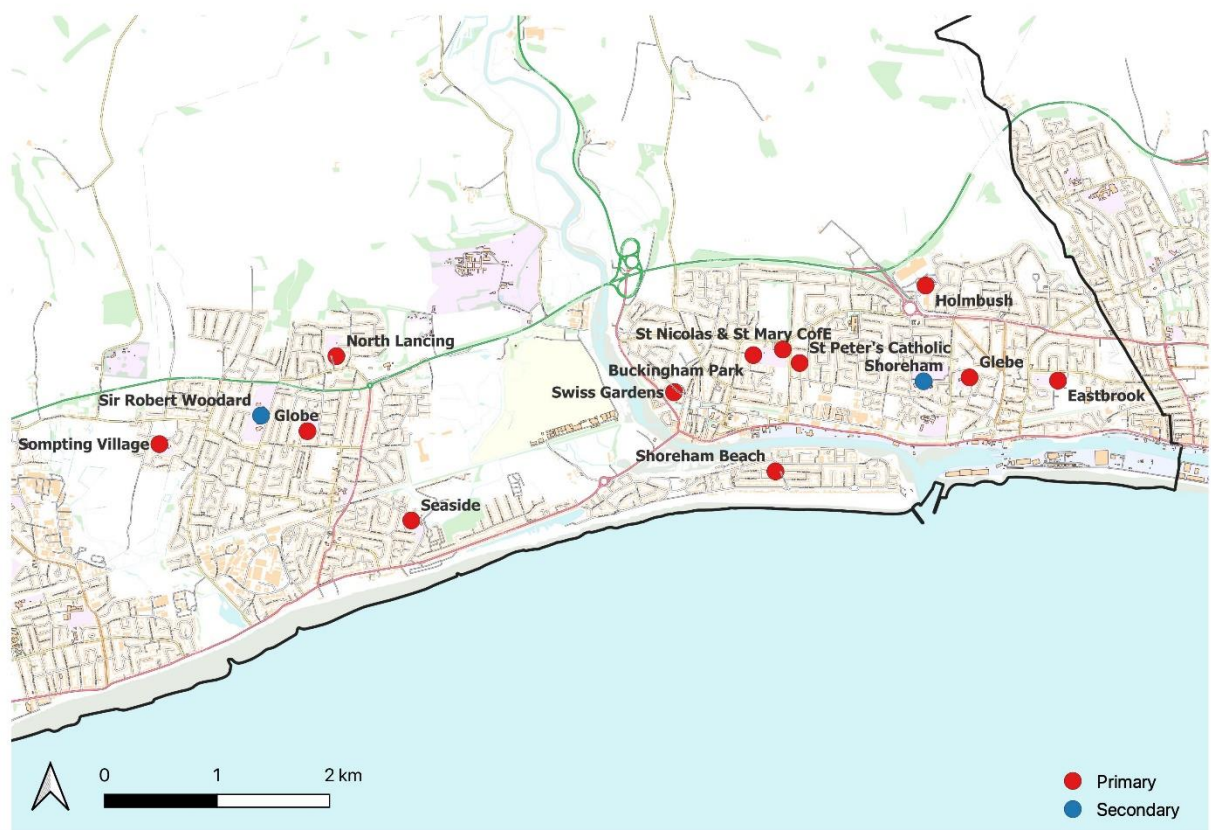 Holmbush
St Nicolas & St Mary CofE
North Lancing
St Peter's Catholic
Buckingham Park
Shoreham
Glebe
Swiss Gardens
Eastbrook
Sir Robert Woodard
Globe
Sompting Village
Shoreham Beach
Seaside
0 1 2 km
Primary
Secondary